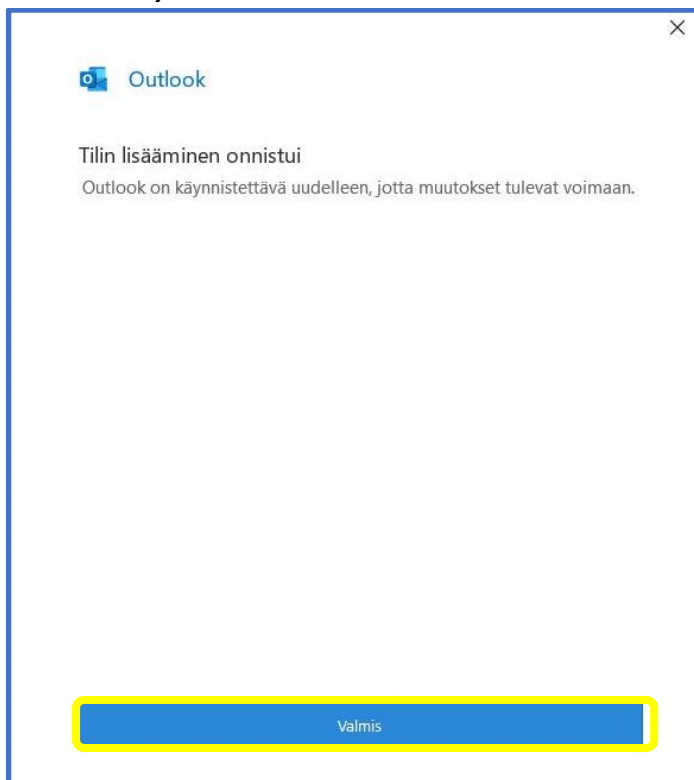 Outlook
Tilin lisääminen onnistui
Outlook on käynnistettävä uudelleen, jotta muutokset tulevat voimaan.
Valmis